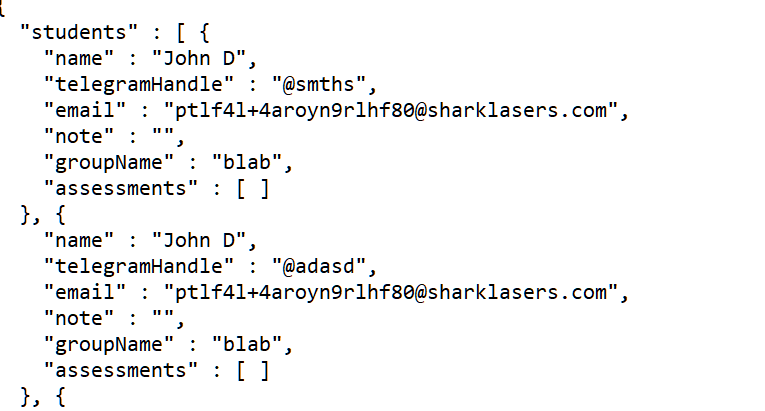 {
"students" : [ {
"name" : "John D",
"telegramHandle" : "@smths",
"email" : "ptlf4l+4aroyn9rlhf80@sharklasers.com",
"note" : "",
"groupName" : "blab",
"assessments" : [ ]
}, {
"name" : "John D",
"telegramHandle" : "@adasd",
"email" : "ptlf4l+4aroyn9rlhf80@sharklasers.com",
"note" : "",
"groupName" : "blab",
"assessments" : [ ]
}, {